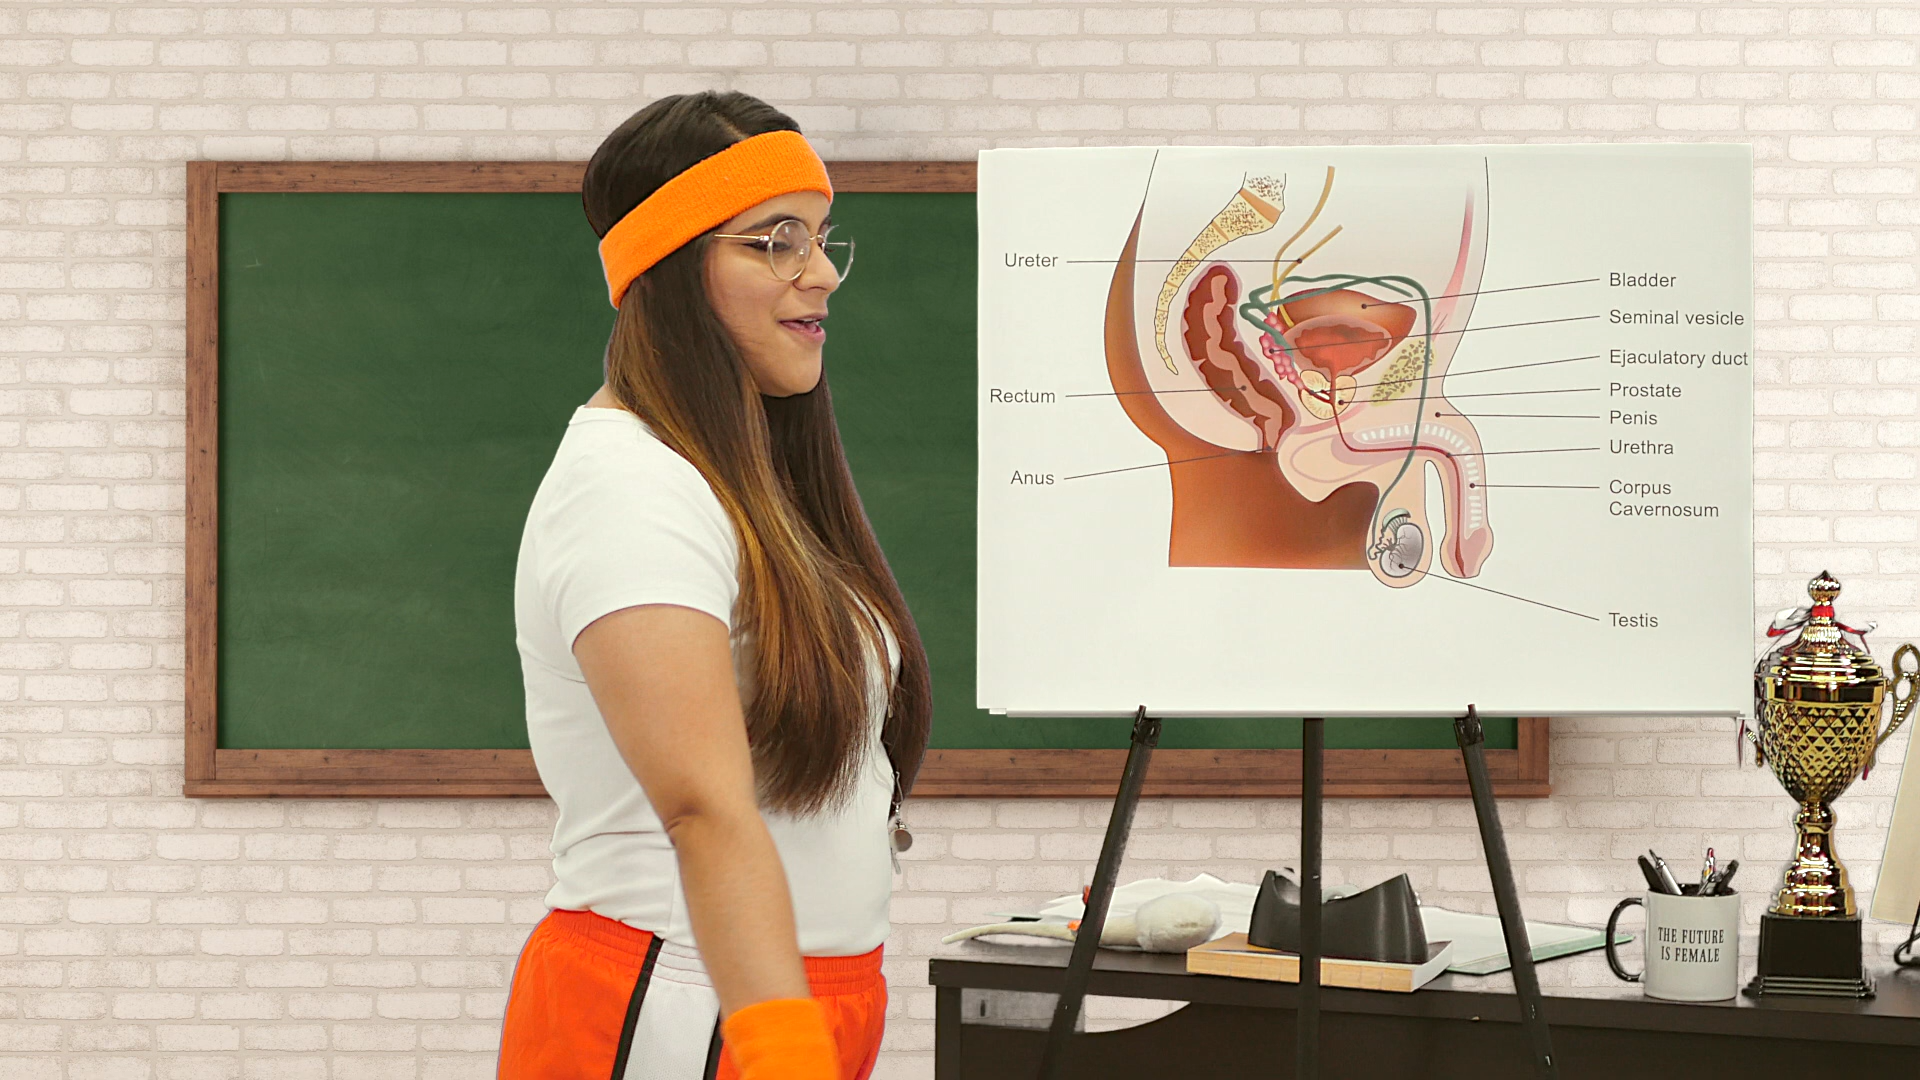 Ureter
Rectum
Anus
Bladder
Seminal vesicle
Ejaculatory duct
Prostate
Penis
Urethra
Corpus
Cavernosum
Testis
THE FUTURE
IS FEMALE